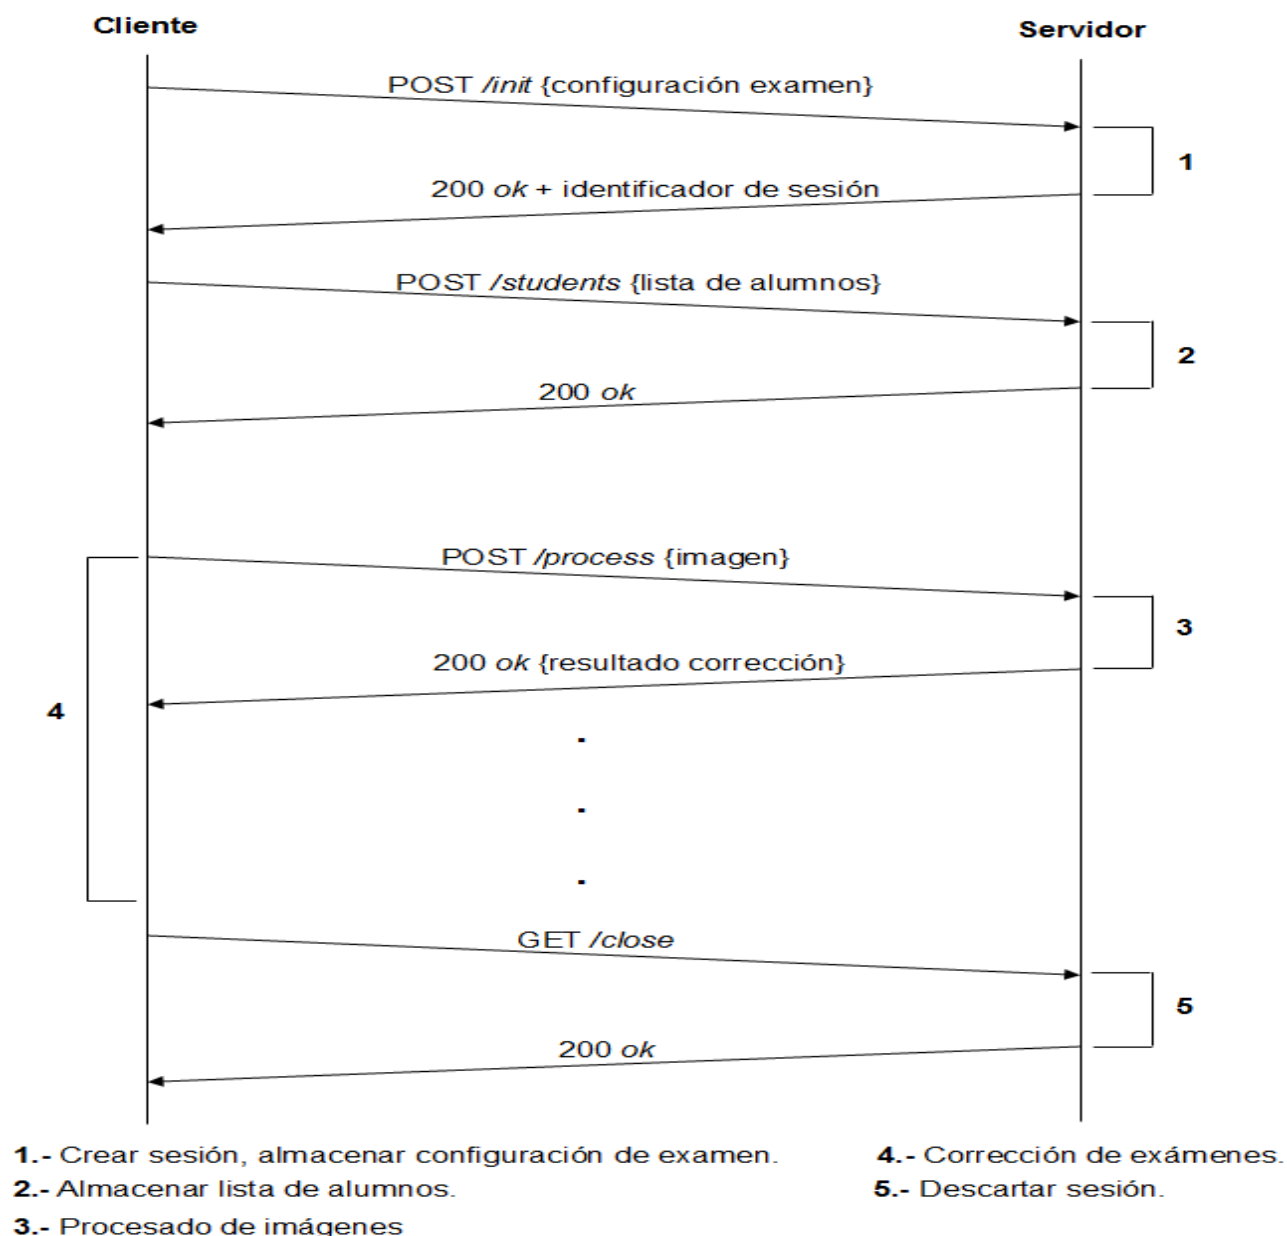 Cliente
Servidor
POST /init {configuración examen}
1
200 ok + identificador de sesión
POST /students {lista de alumnos}
2
200 ok
POST /process {imagen}
3
200 ok {resultado corrección}
4
GET /close
5
200 ok
1.- Crear sesión, almacenar configuración de examen.
4.- Corrección de exámenes.
2.- Almacenar lista de alumnos.
5.- Descartar sesión.
3.- Procesado de imágenes